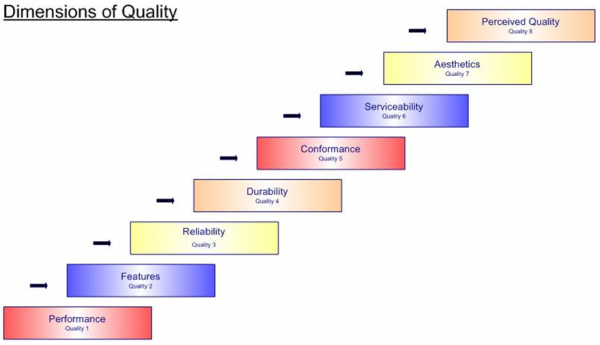 Dimensions of Quality
Perceived Quality
Quality 8
Aesthetics
Quality 7
Serviceability
Quality 6
Conformance
Quality 5
Durability
Quality 4
Reliability
Quality 3
Features
Quality 2
Performance
Quality 1